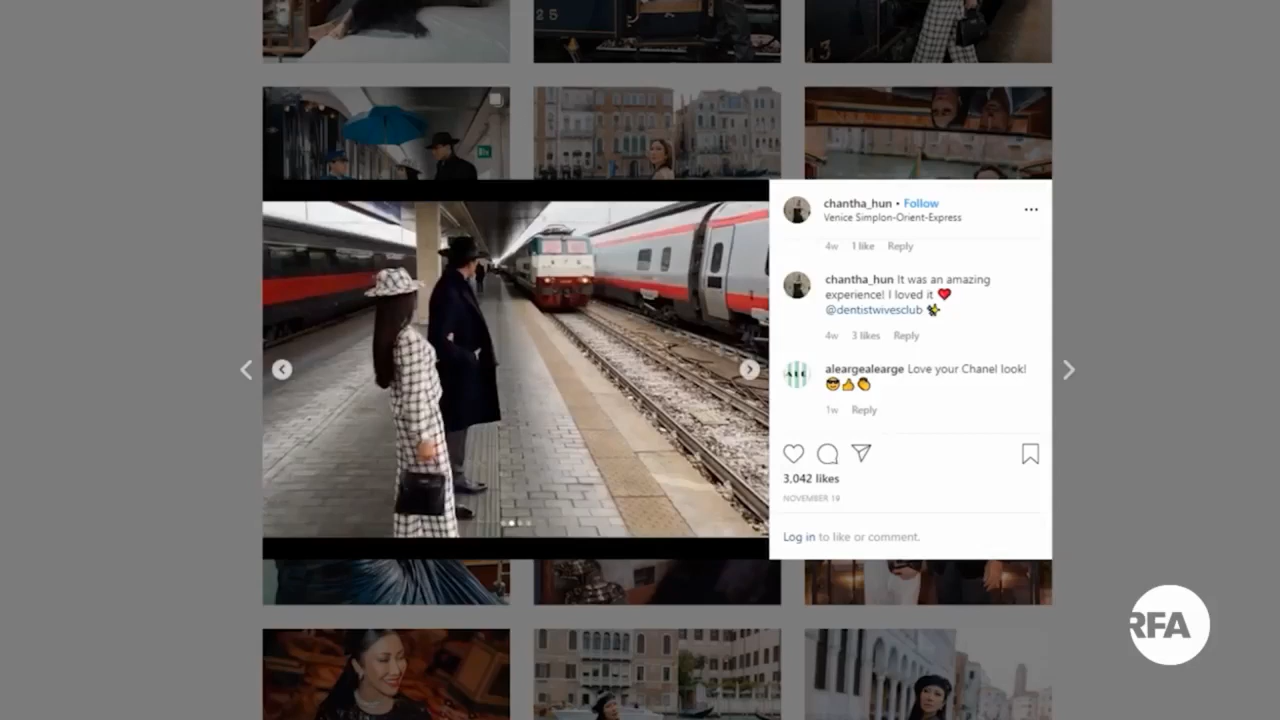 25
chantha_hun • Follow
Venice Simplon-Orient-Express
4w 1 like Reply
chantha_hun It was an amazing
experience! I loved it ❤️
@dentistwivesclub ✨
4w 3 likes Reply
aleargealearge Love your Chanel look!
😎👍👏
1w Reply
3,042 likes
NOVEMBER 19
Log in to like or comment.
RFA